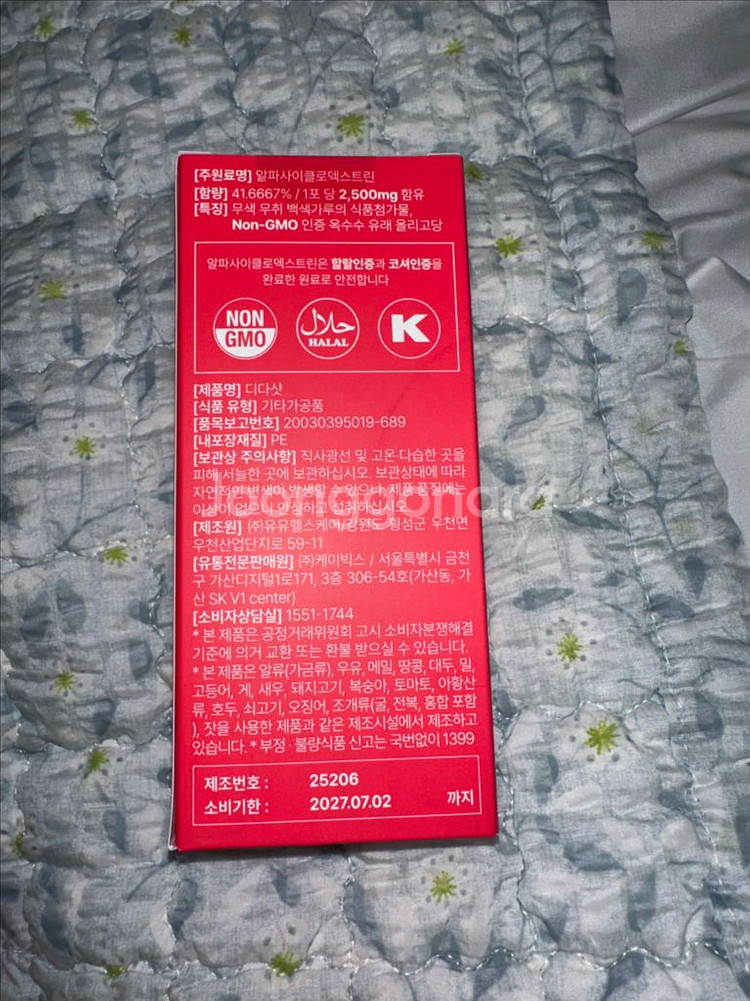 [주원료명] 알파사이클로덱스트린
[함량] 41.6667% / 1포 당 2,500mg 함유
[특징] 무색 무취 백색가루의 식품첨가물,
Non-GMO 인증 옥수수 유래 올리고당
알파사이클로덱스트린은 할랄인증과 코셔인증을
완료한 원료로 안전합니다
NON
GMO
حلال
HALAL
K
[제품명] 디다샷
[식품 유형] 기타가공품
[품목보고번호] 20030395019-689
[내포장재질] PE
[보관상 주의사항] 직사광선 및 고온·다습한 곳을
피해 서늘한 곳에 보관하십시오. 보관상태에 따라
자연적인 변색이 발생할 수 있으나, 제품 품질에는
이상이 없으니 안심하고 섭취하십시오.
joonggonara
[제조원] (주)유유헬스케어/강원도 횡성군 우천면
우천산업단지로 59-11
[유통전문판매원] (주)케이빅스 / 서울특별시 금천
구 가산디지털1로171, 3층 306-54호(가산동, 가
산 SK V1 center)
[소비자상담실] 1551-1744
* 본 제품은 공정거래위원회 고시 소비자분쟁해결
기준에 의거 교환 또는 환불 받으실 수 있습니다.
* 본 제품은 알류(가금류), 우유, 메밀, 땅콩, 대두, 밀,
고등어, 게, 새우, 돼지고기, 복숭아, 토마토, 아황산
류, 호두, 쇠고기, 오징어, 조개류(굴, 전복, 홍합 포함
), 잣을 사용한 제품과 같은 제조시설에서 제조하고
있습니다. * 부정·불량식품 신고는 국번없이 1399
제조번호 : 25206
소비기한 : 2027.07.02 까지